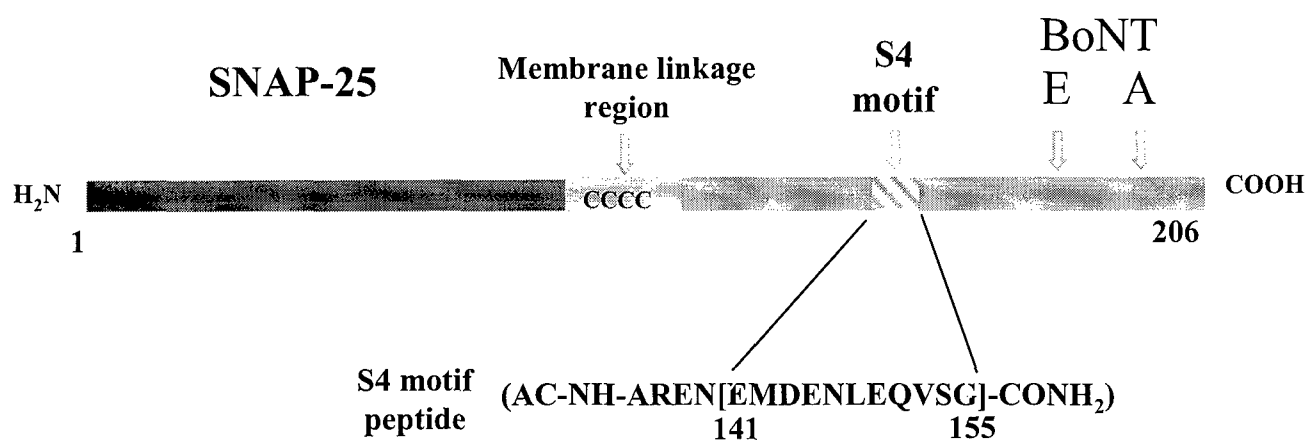 SNAP-25
Membrane linkage
region
S4
motif
BoNT
E A
H₂N
CCCC
COOH
1
206
S4 motif
peptide
(AC-NH-AREN[EMDENLEQVSG]-CONH₂)
141
155